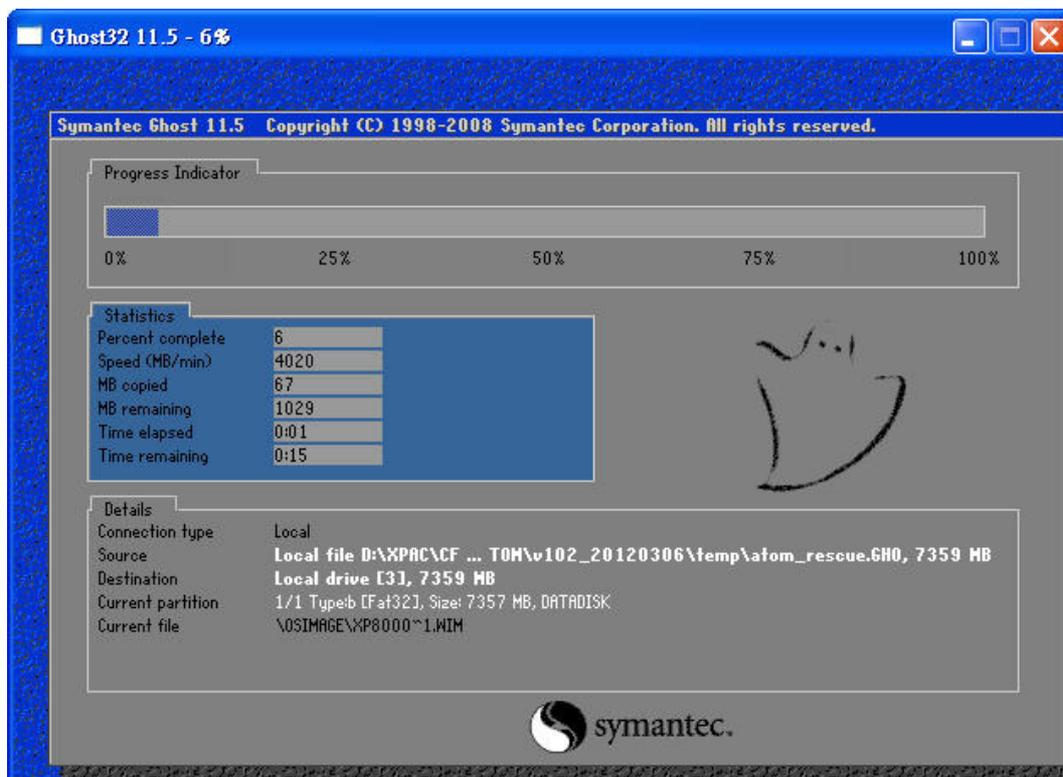 Ghost32 11.5 - 6%
Symantec Ghost 11.5 Copyright (C) 1998-2008 Symantec Corporation. All rights reserved.
Progress Indicator
0% 25% 50% 75% 100%
Statistics
Percent complete 6
Speed (MB/min) 4020
MB copied 67
MB remaining 1029
Time elapsed 0:01
Time remaining 0:15
Details
Connection type Local
Source Local file D:\XPAC\CF ... TOM\v102_20120306\temp\atom_rescue.GHO, 7359 MB
Destination Local drive [3], 7359 MB
Current partition 1/1 Type:b [Fat32], Size: 7357 MB, DATADISK
Current file \OSIMAGE\XP8000~1.WIM
symantec.